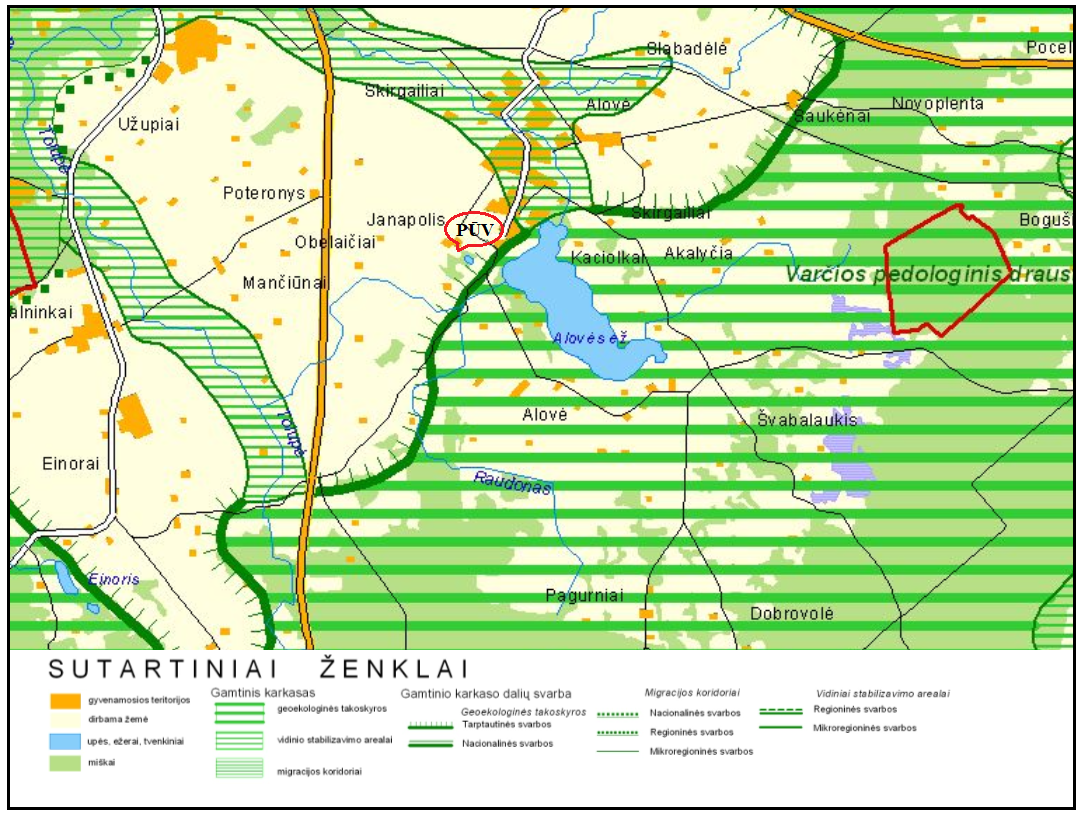 Slabadėlė
Pocel
Skirgailiai
Alovė
Novoplenta
Saukėnai
Užupiai
Tolupė
Poteronys
Janapolis
PŪV
Skirgailiai
Boguš
Obelaičiai
Kaciolkai
Akalyčia
Mančiūnai
Varčios pedologinis draus
alninkai
Alovės ež.
Alovė
Švabalaukis
Tolupė
Einorai
Raudonas
Einoris
Pagurniai
Dobrovolė
SUTARTINIAI ŽENKLAI
gyvenamosios teritorijos
dirbama žemė
upės, ežerai, tvenkiniai
miškai
Gamtinis karkasas
geoekologinės takoskyros
vidinio stabilizavimo arealai
migracijos koridoriai
Gamtinio karkaso dalių svarba
Geoekologinės takoskyros
Tarptautinės svarbos
Nacionalinės svarbos
Migracijos koridoriai
Nacionalinės svarbos
Regioninės svarbos
Mikroregioninės svarbos
Vidiniai stabilizavimo arealai
Regioninės svarbos
Mikroregioninės svarbos